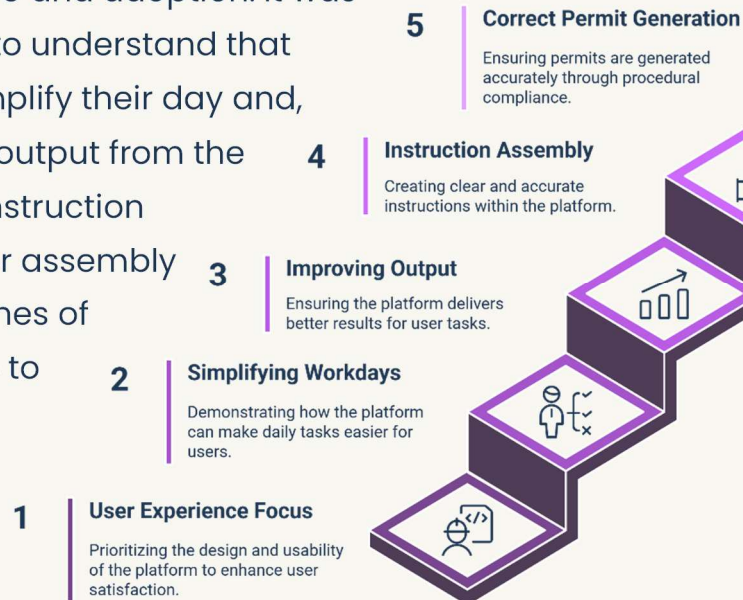 to understand that
their day and,
output from the
assembly
of
to
5
Correct Permit Generation
Ensuring permits are generated
accurately through procedural
compliance.
4
Instruction Assembly
Creating clear and accurate
instructions within the platform.
3
Improving Output
Ensuring the platform delivers
better results for user tasks.
2
Simplifying Workdays
Demonstrating how the platform
can make daily tasks easier for
users.
1
User Experience Focus
Prioritizing the design and usability
of the platform to enhance user
satisfaction.